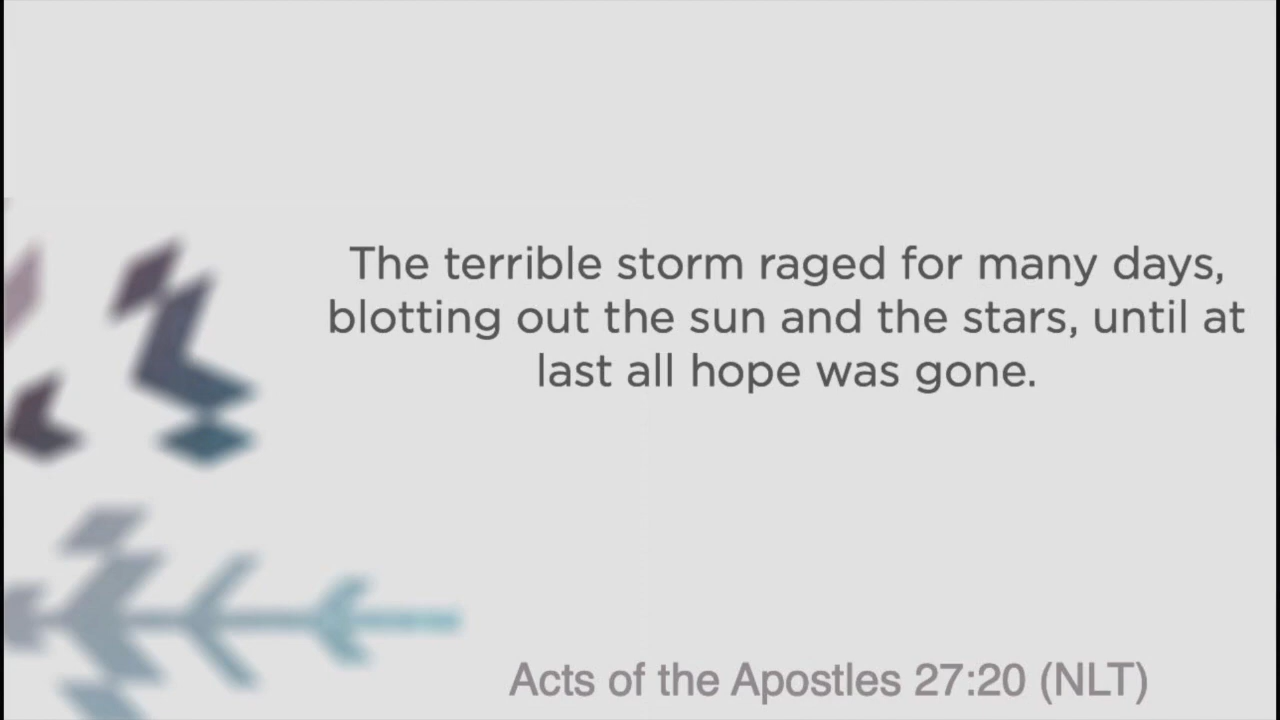 The terrible storm raged for many days,
blotting out the sun and the stars, until at
last all hope was gone.
Acts of the Apostles 27:20 (NLT)